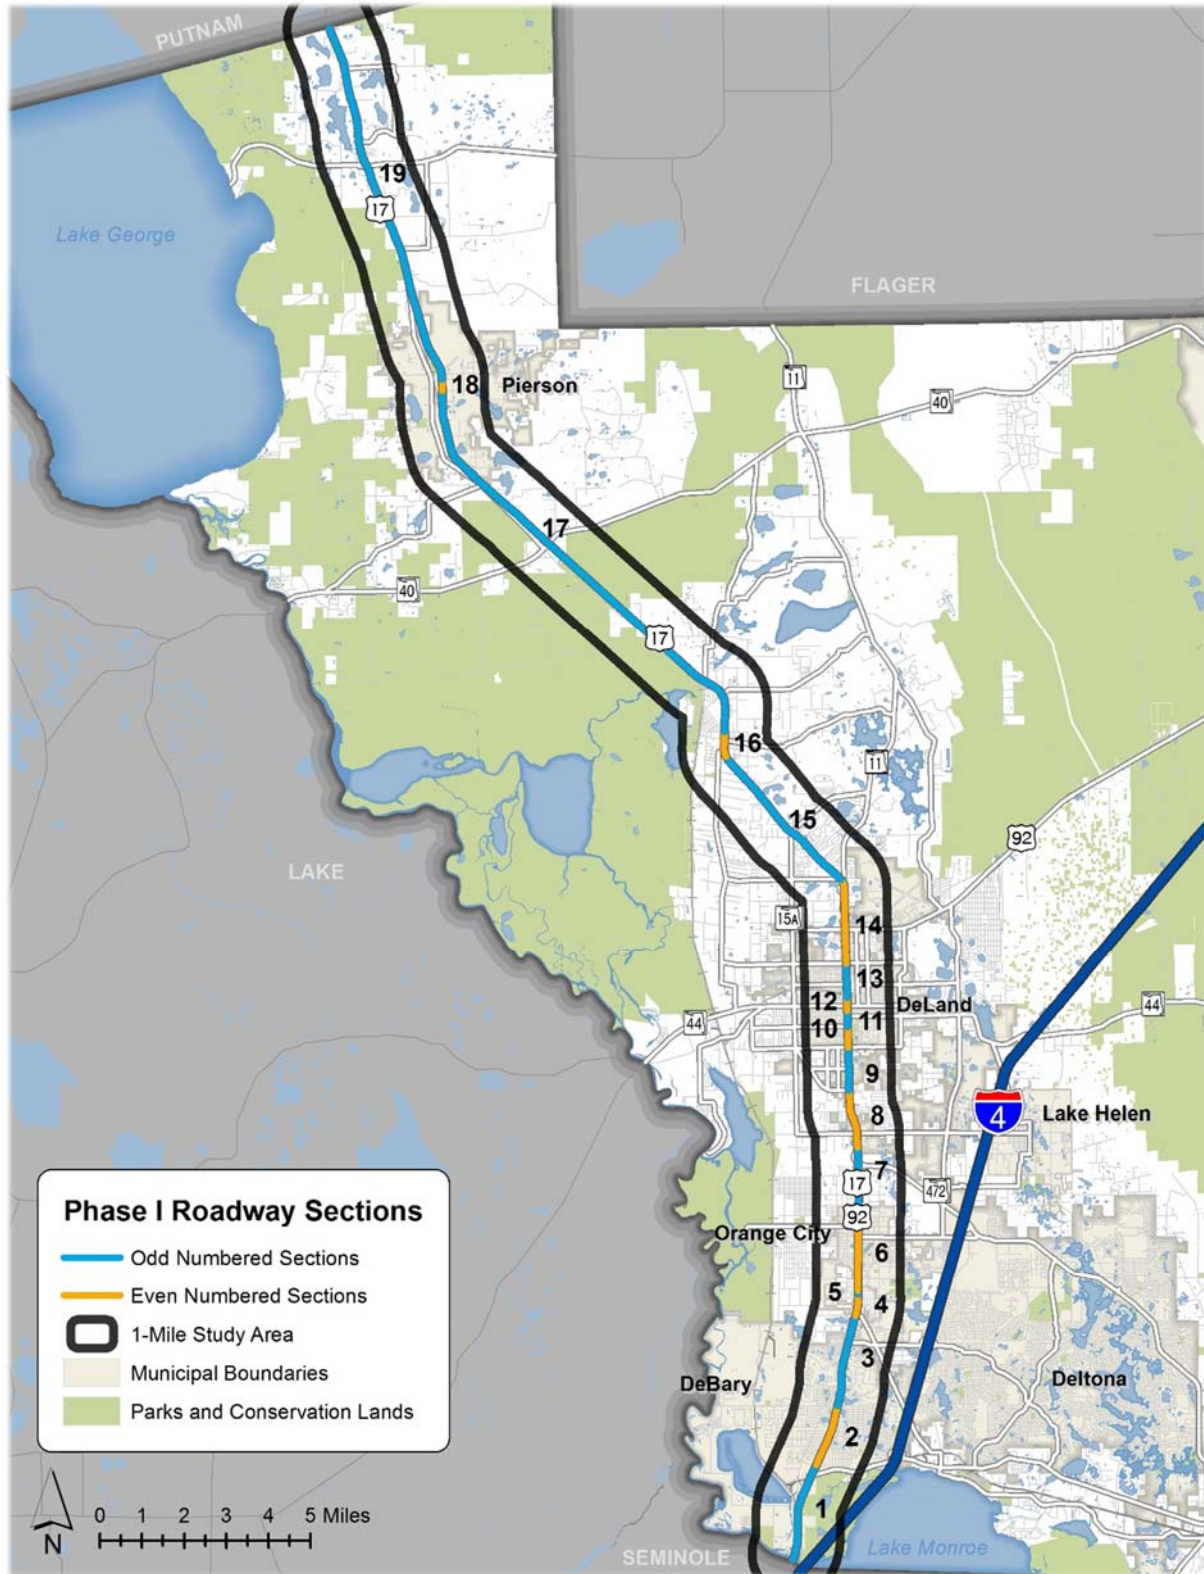 PUTNAM
19
17
Lake George
FLAGER
18
Pierson
11
40
17
40
17
16
11
15
92
LAKE
15A
14
13
12
DeLand
44
11
44
10
9
8
4
Lake Helen
7
17
472
92
Orange City
6
5
4
3
DeBary
Deltona
2
1
Lake Monroe
SEMINOLE
Phase I Roadway Sections
Odd Numbered Sections
Even Numbered Sections
1-Mile Study Area
Municipal Boundaries
Parks and Conservation Lands
N
0 1 2 3 4 5 Miles